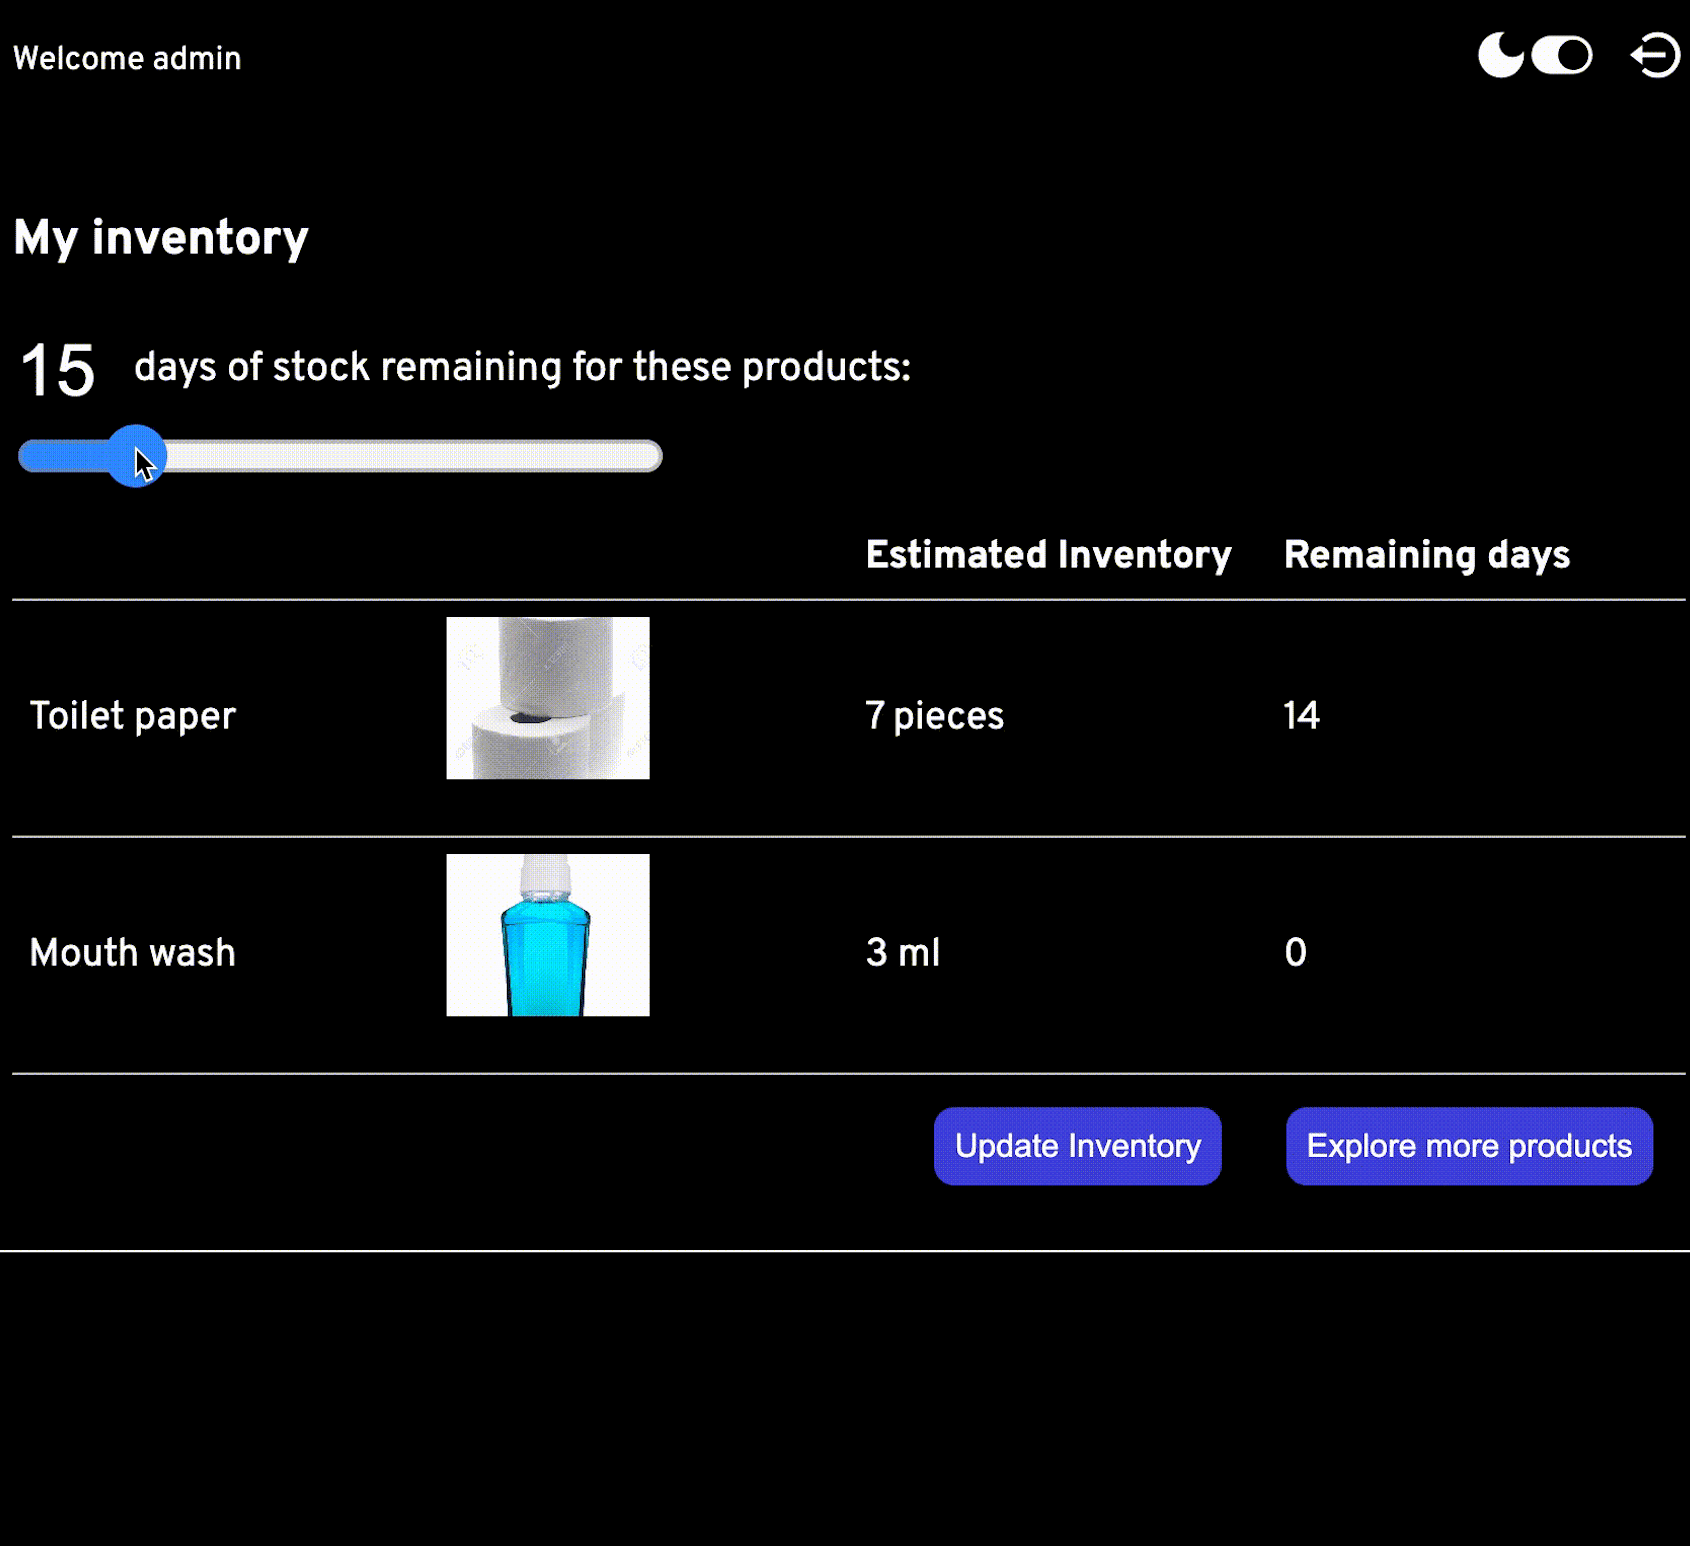 Welcome admin
My inventory
15 days of stock remaining for these products:
Estimated Inventory Remaining days
Toilet paper 7 pieces 14
Mouth wash 3 ml 0
Update Inventory Explore more products